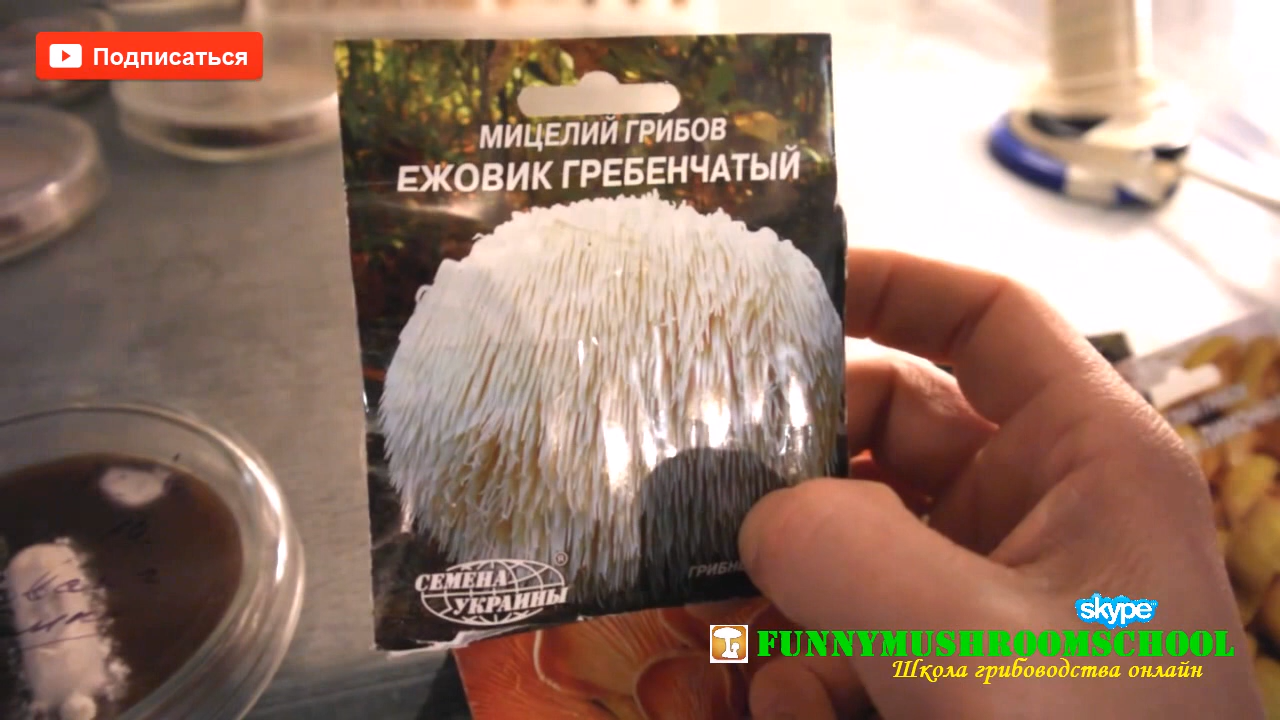 Подписаться
МИЦЕЛИЙ ГРИБОВ
ЕЖОВИК ГРЕБЕНЧАТЫЙ
СЕМЕНА
УКРАИНЫ
®
skype
FUNNYMUSHROOMSCHOOL
Школа грибоводства онлайн